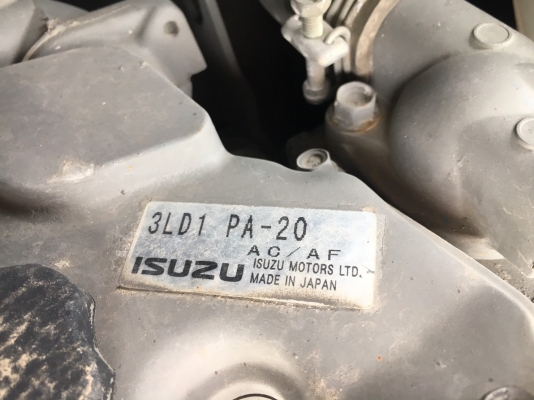 3LD1 PA-20
AC/AF
ISUZU ISUZU MOTORS LTD.
MADE IN JAPAN